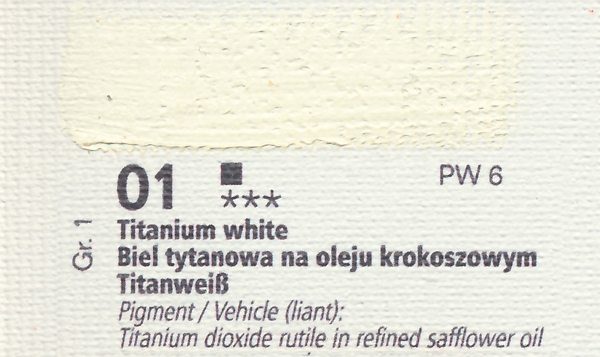 01 ■ PW 6
***
Gr. 1
Titanium white
Biel tytanowa na oleju krokoszowym
Titanweiß
Pigment / Vehicle (liant):
Titanium dioxide rutile in refined safflower oil